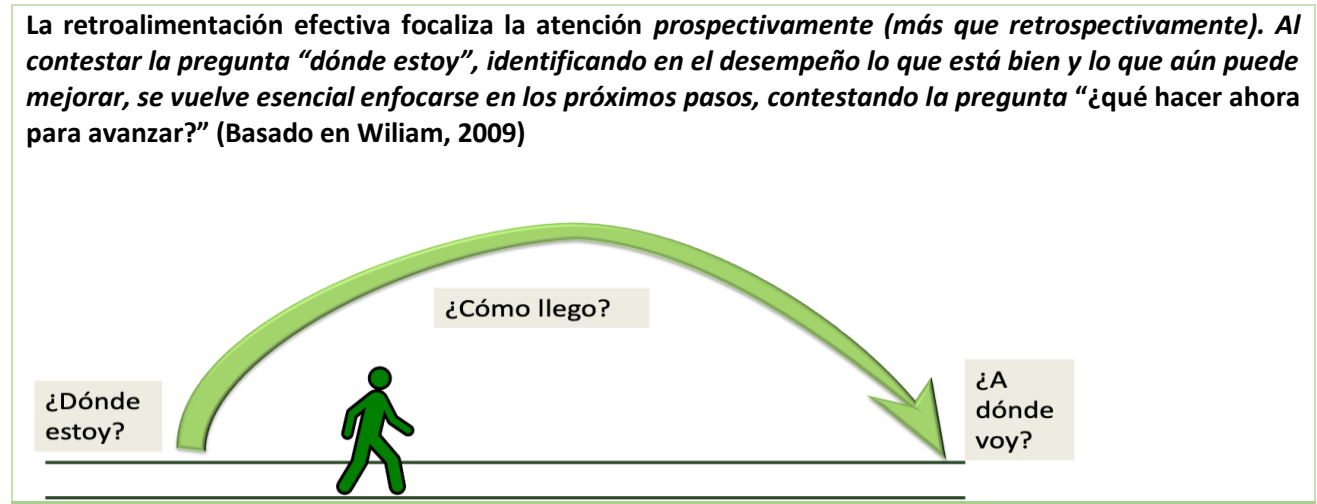 La retroalimentación efectiva focaliza la atención prospectivamente (más que retrospectivamente). Al
contestar la pregunta “dónde estoy”, identificando en el desempeño lo que está bien y lo que aún puede
mejorar, se vuelve esencial enfocarse en los próximos pasos, contestando la pregunta “¿qué hacer ahora
para avanzar?” (Basado en Wiliam, 2009)
¿Cómo llego?
¿Dónde
estoy?
¿A
dónde
voy?